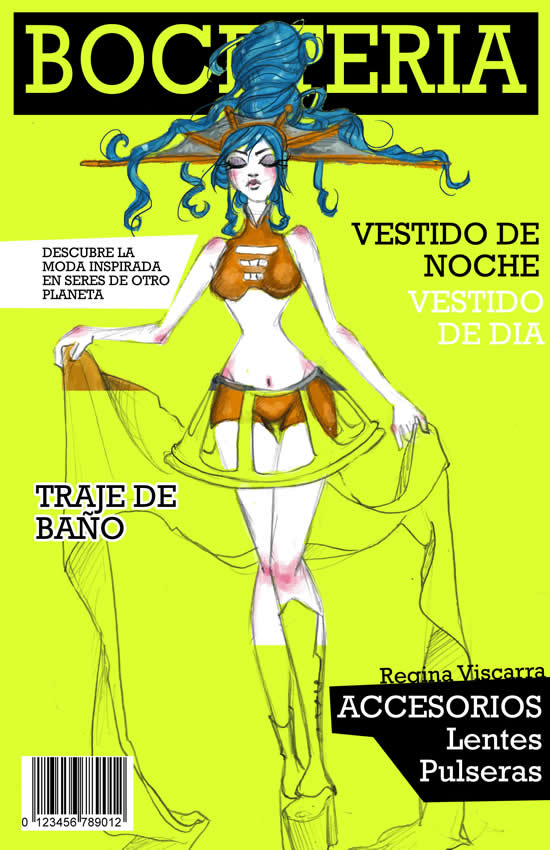 BOCETERIA
VESTIDO DE
NOCHE
VESTIDO
DE DIA
DESCUBRE LA
MODA INSPIRADA
EN SERES DE OTRO
PLANETA
TRAJE DE
BAÑO
Regina Viscarra
ACCESORIOS
Lentes
Pulseras
0 123456 789012